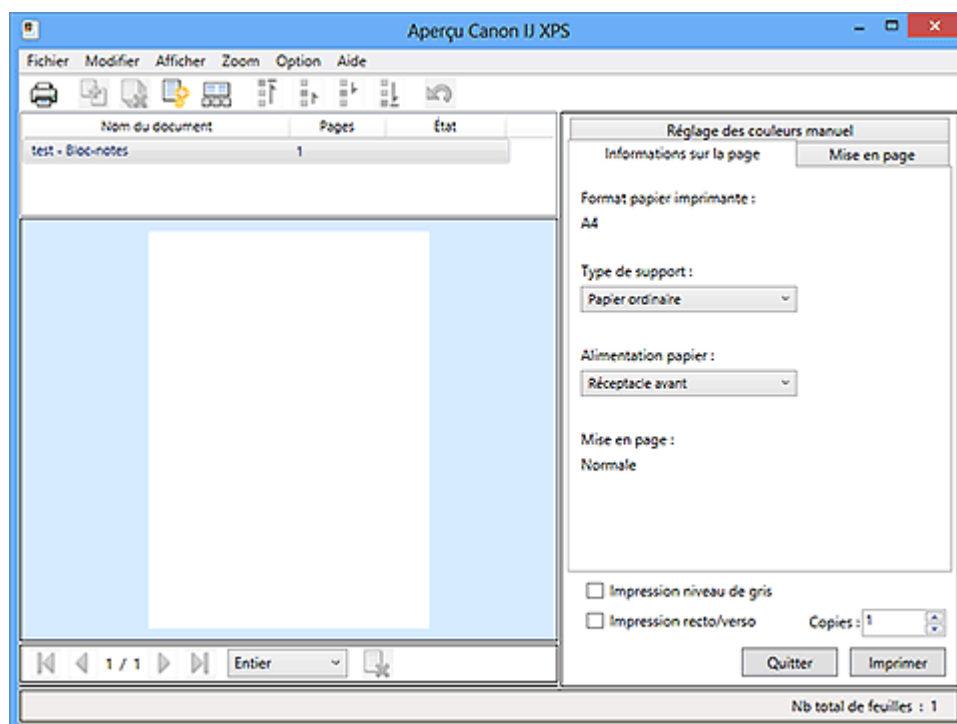 Aperçu Canon IJ XPS
Fichier Modifier Afficher Zoom Option Aide
Nom du document Pages État
test - Bloc-notes 1
Réglage des couleurs manuel
Informations sur la page Mise en page
Format papier imprimante :
A4
Type de support :
Papier ordinaire
Alimentation papier :
Réceptacle avant
Mise en page :
Normale
Impression niveau de gris
Impression recto/verso Copies : 1
1 / 1 Entier
Quitter Imprimer
Nb total de feuilles : 1